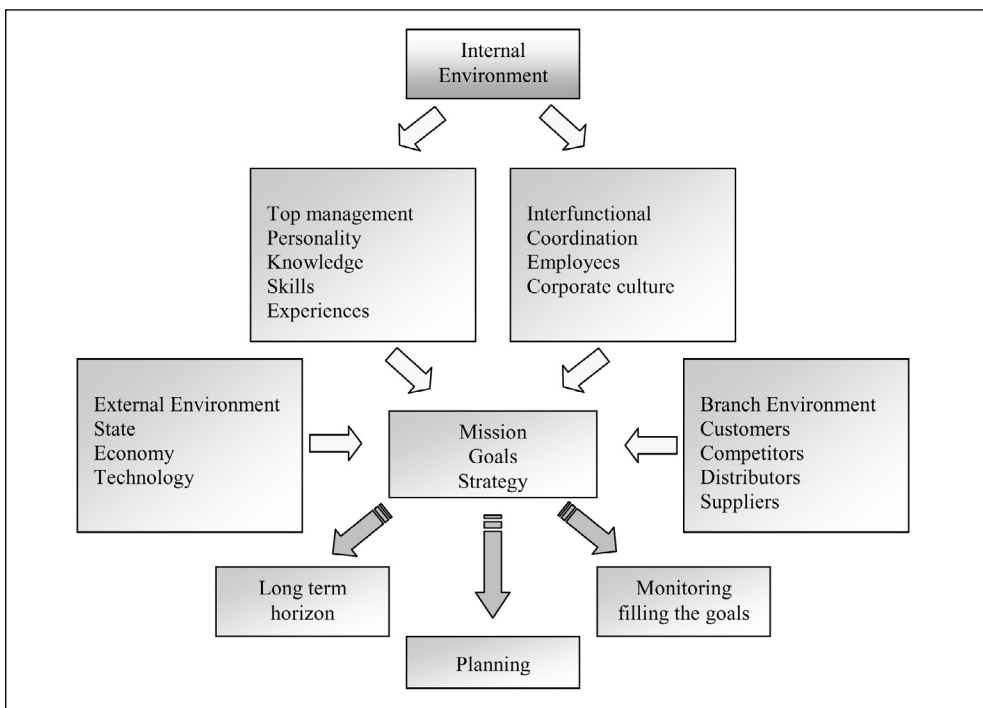 Internal
Environment
Top management
Personality
Knowledge
Skills
Experiences
Interfunctional
Coordination
Employees
Corporate culture
External Environment
State
Economy
Technology
Mission
Goals
Strategy
Branch Environment
Customers
Competitors
Distributors
Suppliers
Long term
horizon
Planning
Monitoring
filling the goals